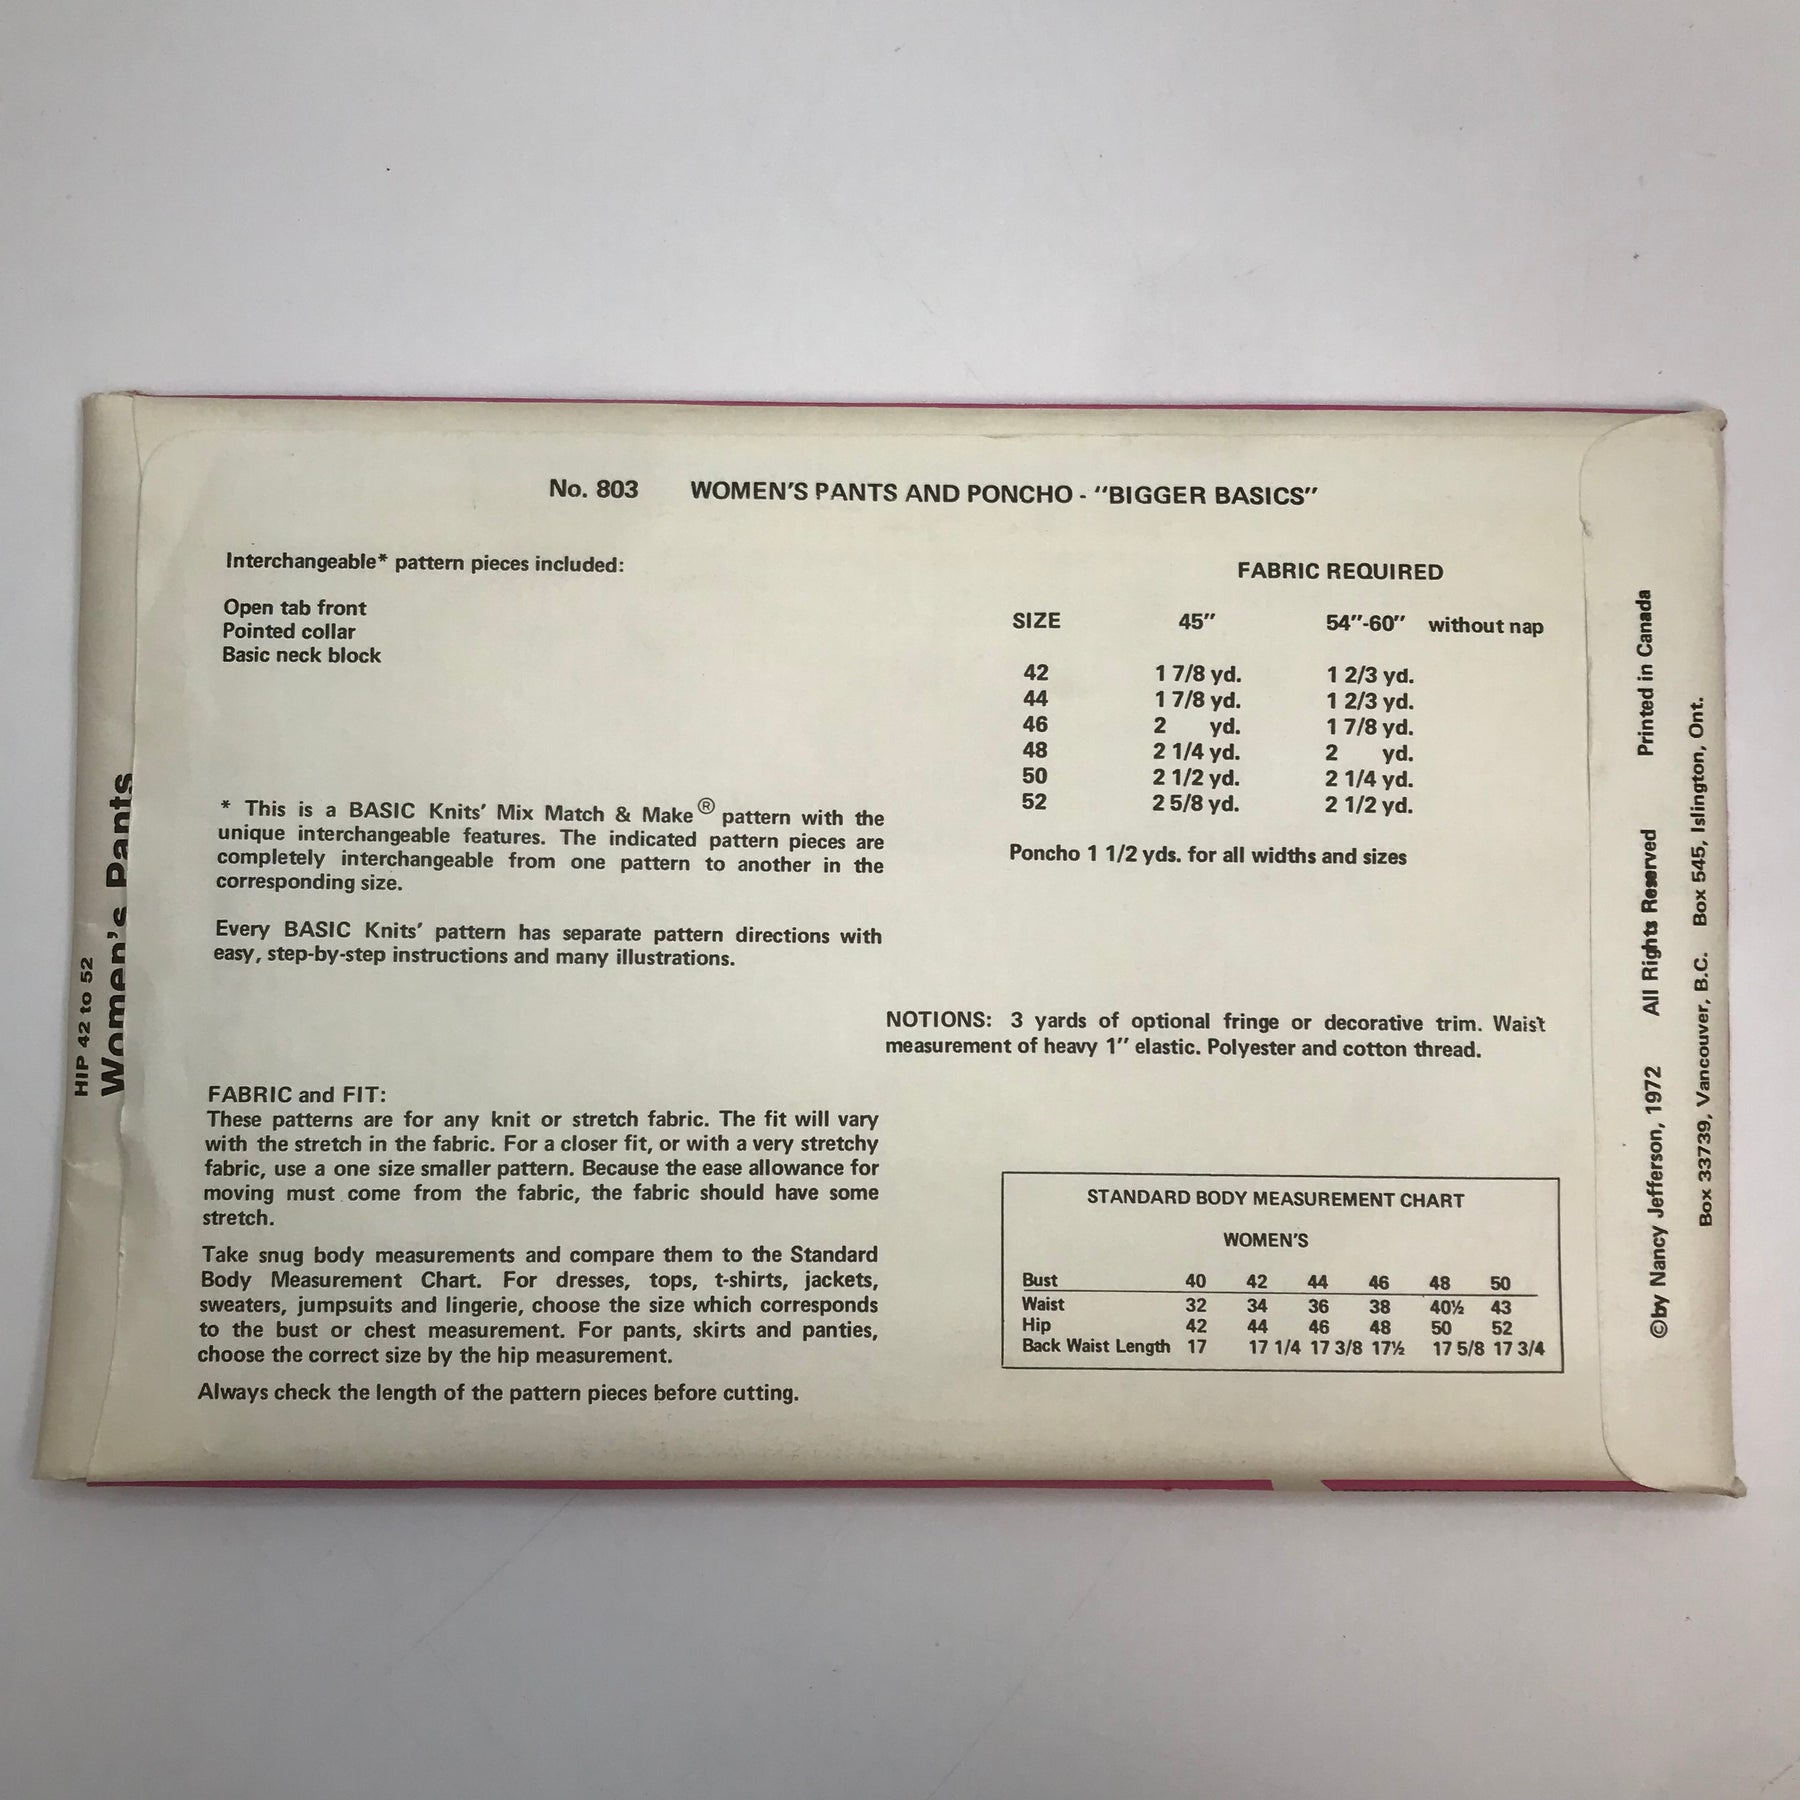 No. 803 WOMEN'S PANTS AND PONCHO - "BIGGER BASICS"
Interchangeable* pattern pieces included:
Open tab front
Pointed collar
Basic neck block
* This is a BASIC Knits' Mix Match & Make® pattern with the
unique interchangeable features. The indicated pattern pieces are
completely interchangeable from one pattern to another in the
corresponding size.
Every BASIC Knits' pattern has separate pattern directions with
easy, step-by-step instructions and many illustrations.
FABRIC and FIT:
These patterns are for any knit or stretch fabric. The fit will vary
with the stretch in the fabric. For a closer fit, or with a very stretchy
fabric, use a one size smaller pattern. Because the ease allowance for
moving must come from the fabric, the fabric should have some
stretch.
Take snug body measurements and compare them to the Standard
Body Measurement Chart. For dresses, tops, t-shirts, jackets,
sweaters, jumpsuits and lingerie, choose the size which corresponds
to the bust or chest measurement. For pants, skirts and panties,
choose the correct size by the hip measurement.
Always check the length of the pattern pieces before cutting.
FABRIC REQUIRED
SIZE 45" 54"-60" without nap
42 1 7/8 yd. 1 2/3 yd.
44 1 7/8 yd. 1 2/3 yd.
46 2 yd. 1 7/8 yd.
48 2 1/4 yd. 2 yd.
50 2 1/2 yd. 2 1/4 yd.
52 2 5/8 yd. 2 1/2 yd.
Poncho 1 1/2 yds. for all widths and sizes
NOTIONS: 3 yards of optional fringe or decorative trim. Waist
measurement of heavy 1" elastic. Polyester and cotton thread.
STANDARD BODY MEASUREMENT CHART
WOMEN'S
Bust 40 42 44 46 48 50
Waist 32 34 36 38 40½ 43
Hip 42 44 46 48 50 52
Back Waist Length 17 17 1/4 17 3/8 17½ 17 5/8 17 3/4
HIP 42 to 52
Women's Pants
©by Nancy Jefferson, 1972 All Rights Reserved Printed in Canada
Box 33739, Vancouver, B.C. Box 545, Islington, Ont.